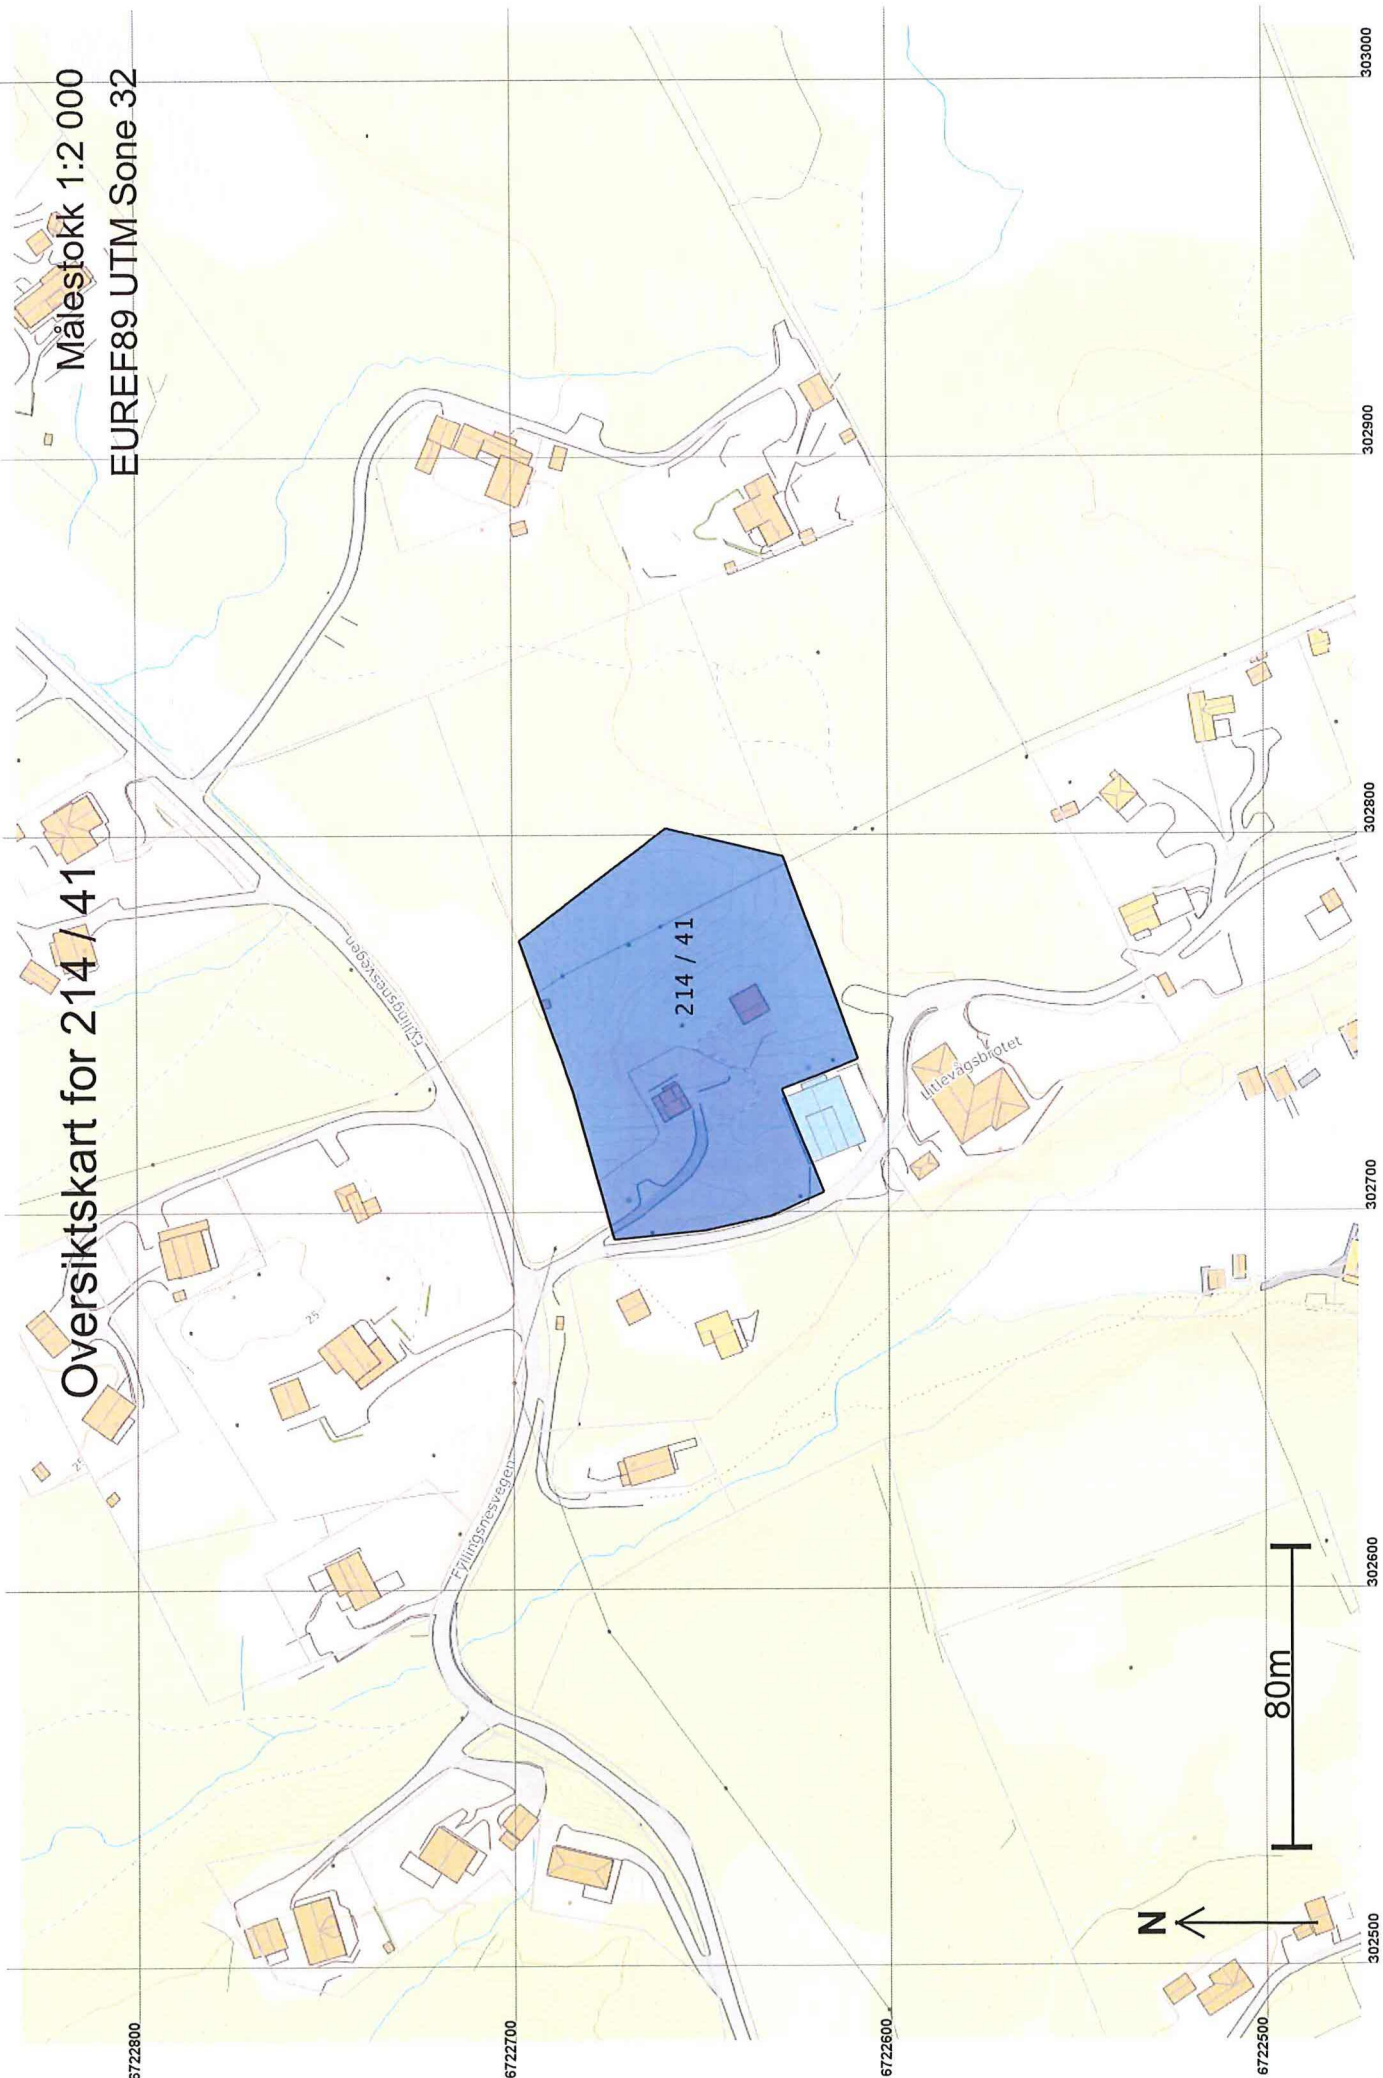 Oversiktskart for 214 / 41
Målestokk 1:2 000
EUREF89 UTM Sone 32
6722800
6722700
6722600
6722500
302500
302600
302700
302800
302900
303000
Fyllingsnesvegen
Fyllingsnesvegen
25
25
214 / 41
Litlevågsbrotet
N
80m